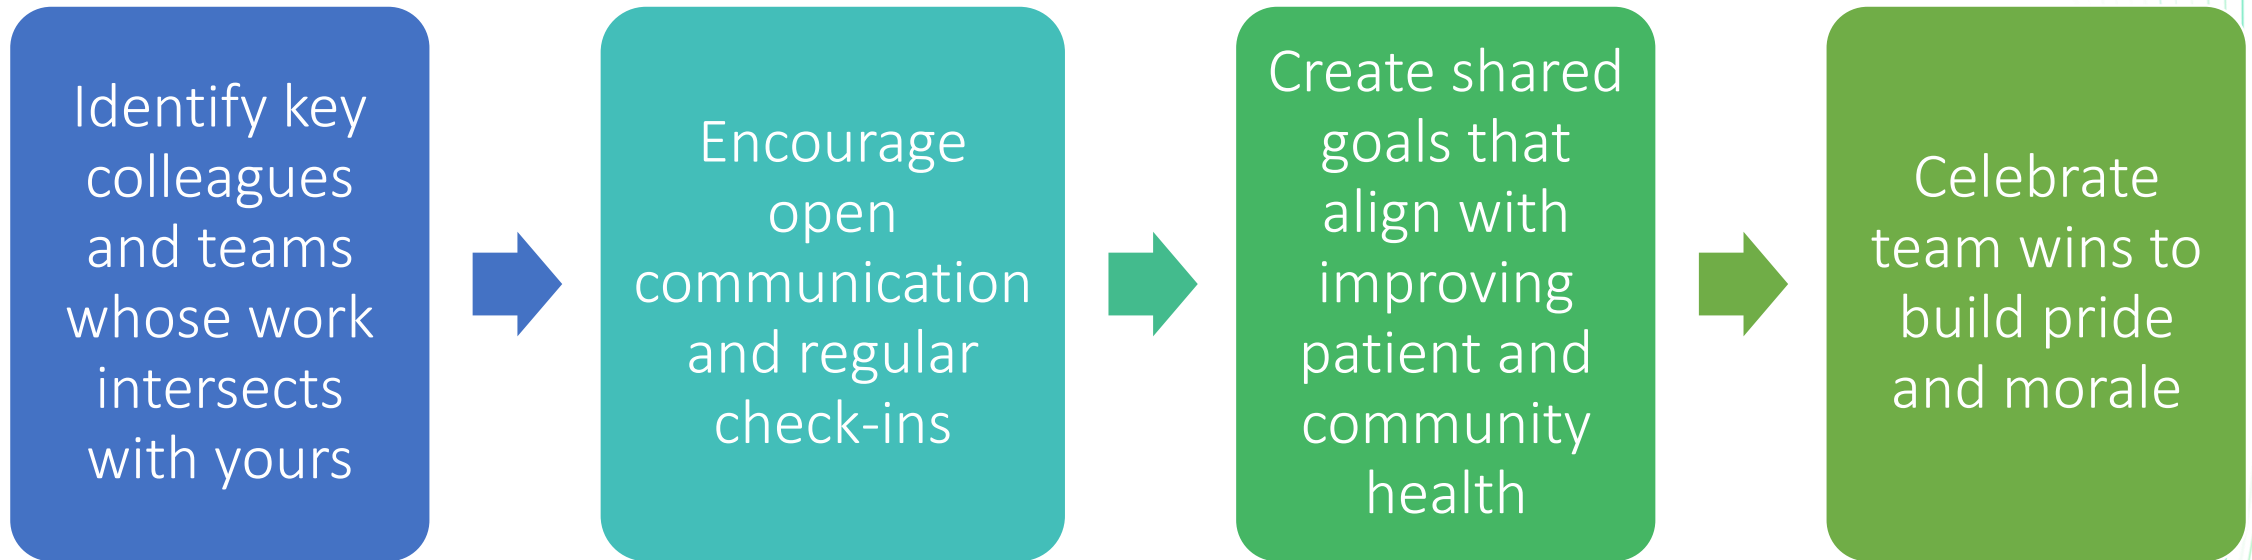 Identify key
colleagues
and teams
whose work
intersects
with yours
Encourage
open
communication
and regular
check-ins
Create shared
goals that
align with
improving
patient and
community
health
Celebrate
team wins to
build pride
and morale